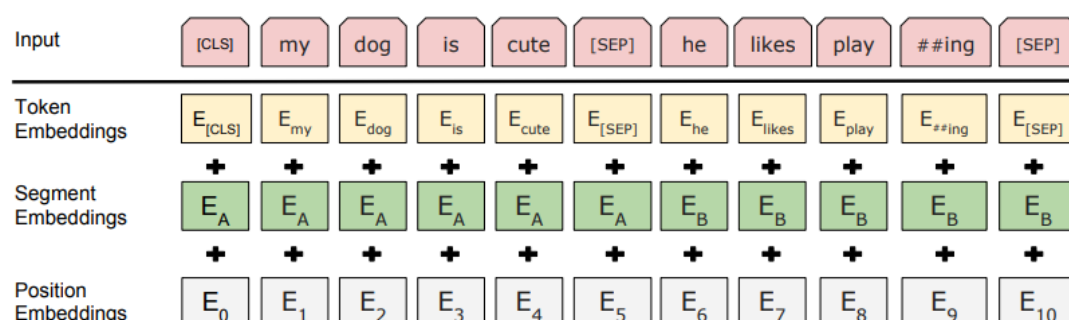 Input [CLS] my dog is cute [SEP] he likes play ##ing [SEP]
Token
Embeddings E[CLS] Emy Edog Eis Ecute E[SEP] Ehe Elikes Eplay E##ing E[SEP]
+ + + + + + + + + + +
Segment
Embeddings EA EA EA EA EA EA EB EB EB EB EB
+ + + + + + + + + + +
Position
Embeddings E0 E1 E2 E3 E4 E5 E6 E7 E8 E9 E10